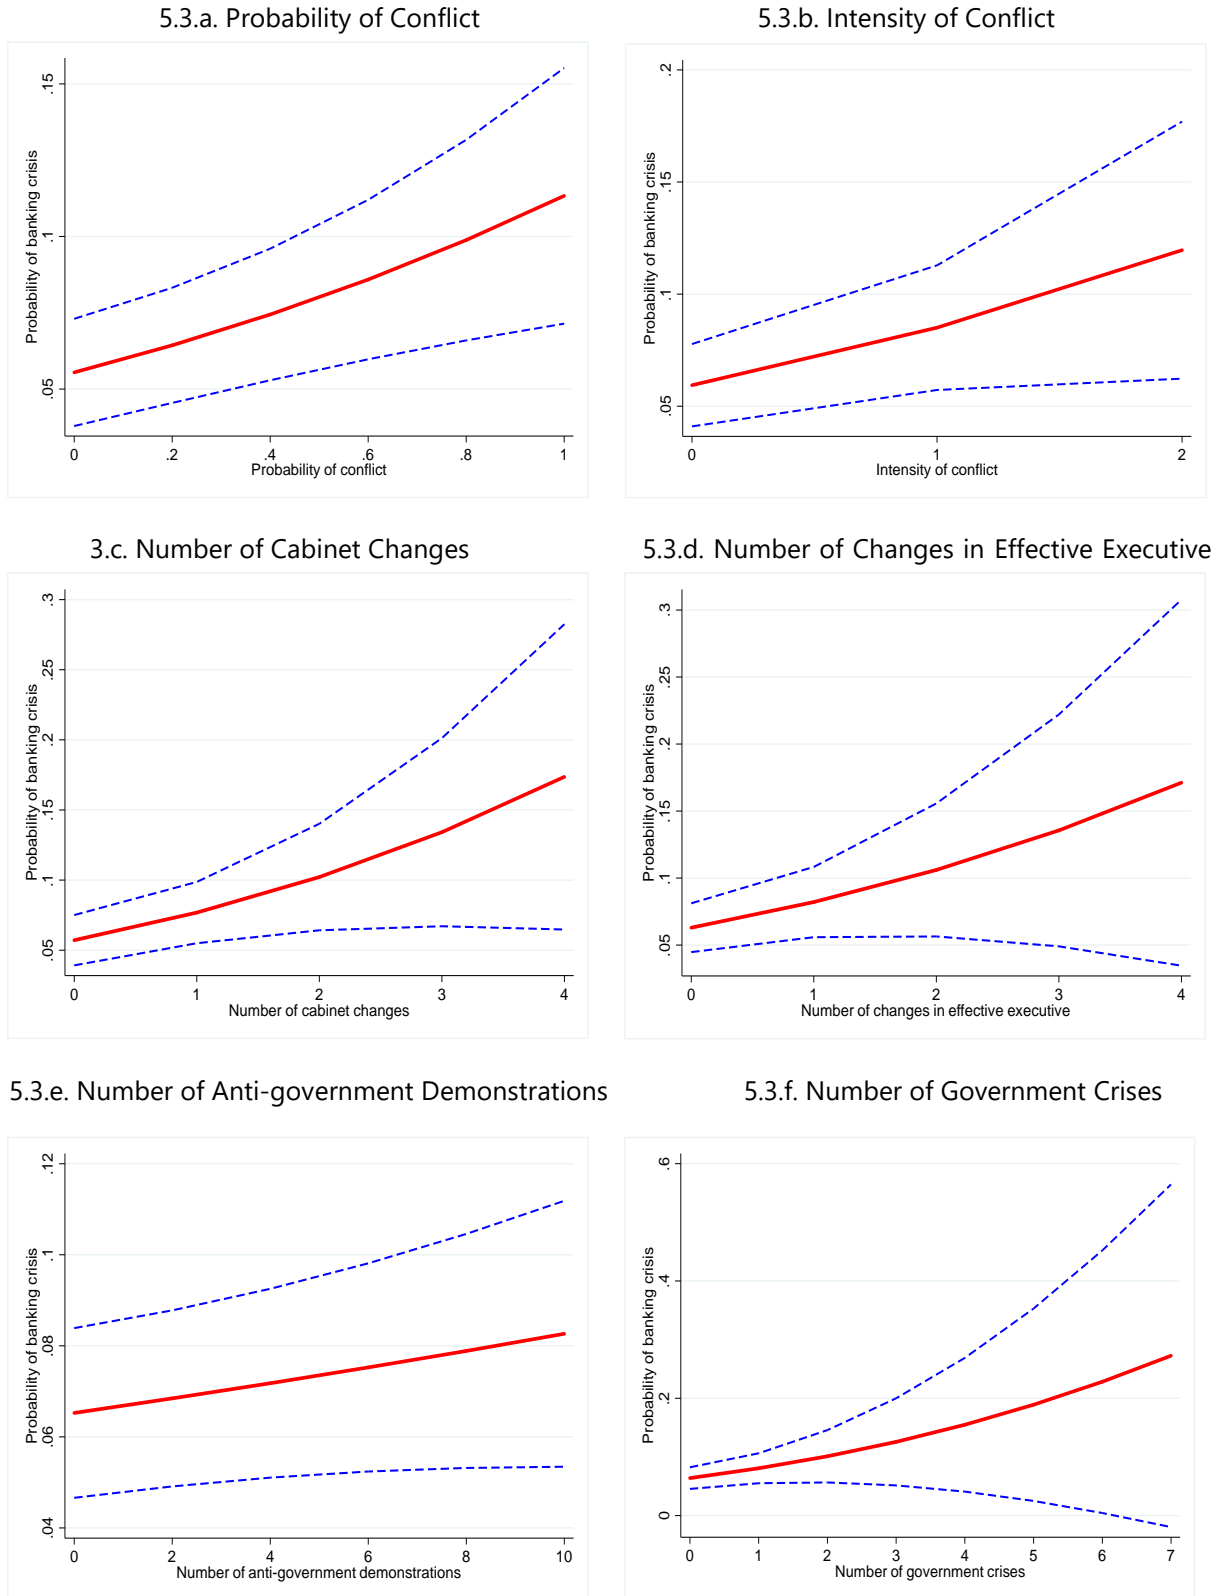 5.3.a. Probability of Conflict
.15
.1
.05
Probability of banking crisis
0 .2 .4 .6 .8 1
Probability of conflict
5.3.b. Intensity of Conflict
.2
.15
.1
.05
Probability of banking crisis
0 1 2
Intensity of conflict
3.c. Number of Cabinet Changes
.3
.25
.2
.15
.1
.05
Probability of banking crisis
0 1 2 3 4
Number of cabinet changes
5.3.d. Number of Changes in Effective Executive
.3
.25
.2
.15
.1
.05
Probability of banking crisis
0 1 2 3 4
Number of changes in effective executive
5.3.e. Number of Anti-government Demonstrations
.12
.1
.08
.06
.04
Probability of banking crisis
0 2 4 6 8 10
Number of anti-government demonstrations
5.3.f. Number of Government Crises
.6
.4
.2
0
Probability of banking crisis
0 1 2 3 4 5 6 7
Number of government crises